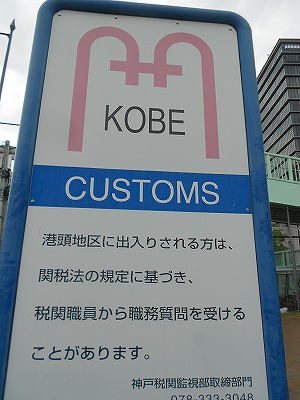 KOBE
CUSTOMS
港頭地区に出入りされる方は、
関税法の規定に基づき、
税関職員から職務質問を受ける
ことがあります。
神戸税関監視部取締部門
078-333-3048